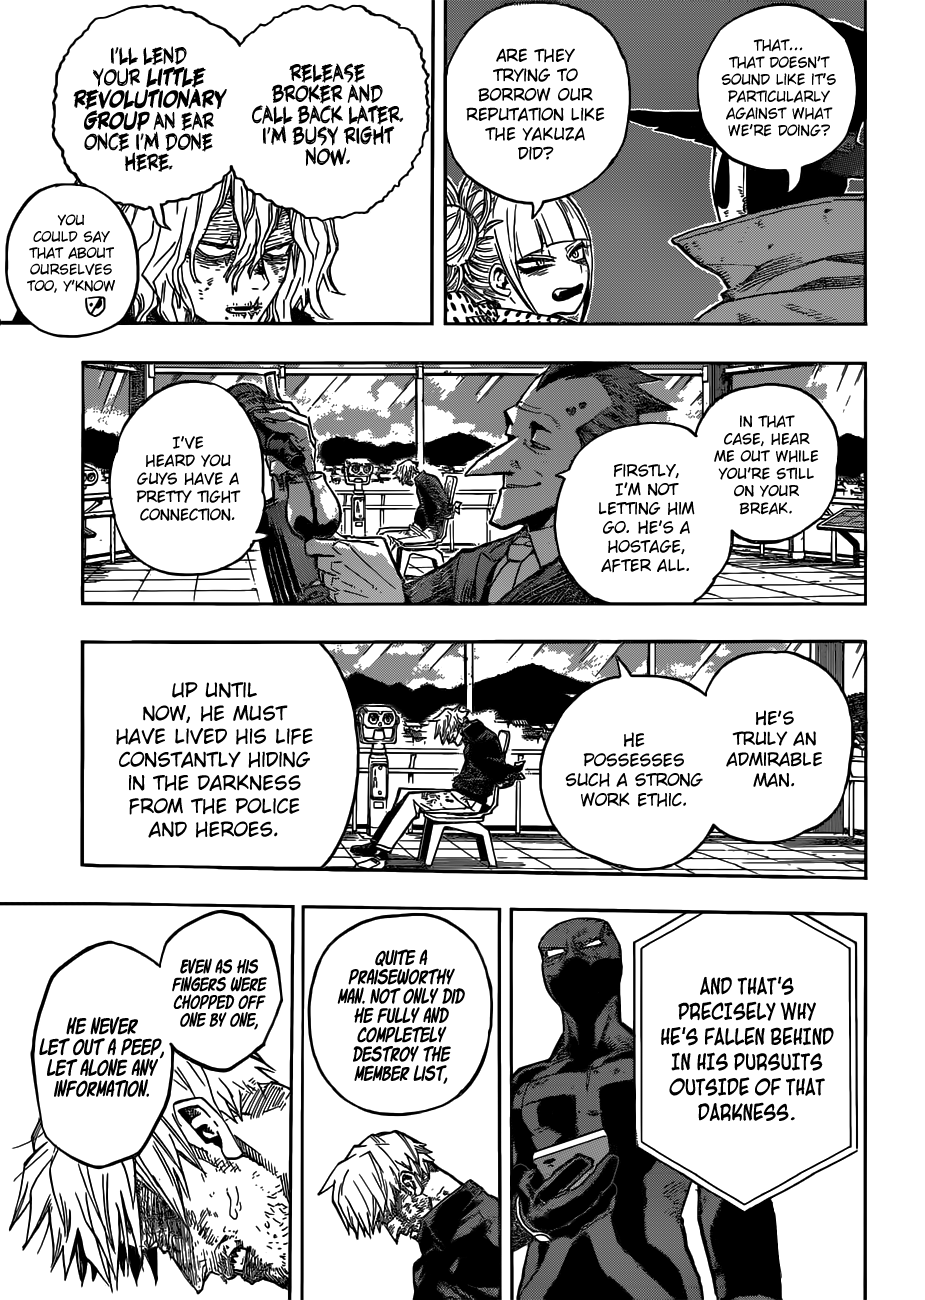 THAT...
THAT DOESN'T
SOUND LIKE IT'S
PARTICULARLY
AGAINST WHAT
WE'RE DOING?
ARE THEY
TRYING TO
BORROW OUR
REPUTATION LIKE
THE YAKUZA
DID?
RELEASE
BROKER AND
CALL BACK LATER.
I'M BUSY RIGHT
NOW.
I'LL LEND
YOUR LITTLE
REVOLUTIONARY
GROUP AN EAR
ONCE I'M DONE
HERE.
YOU
COULD SAY
THAT ABOUT
OURSELVES
TOO, Y'KNOW
IN THAT
CASE, HEAR
ME OUT WHILE
YOU'RE STILL
ON YOUR
BREAK.
FIRSTLY,
I'M NOT
LETTING HIM
GO. HE'S A
HOSTAGE,
AFTER ALL.
I'VE
HEARD YOU
GUYS HAVE A
PRETTY TIGHT
CONNECTION.
HE'S
TRULY AN
ADMIRABLE
MAN.
HE
POSSESSES
SUCH A STRONG
WORK ETHIC.
UP UNTIL
NOW, HE MUST
HAVE LIVED HIS LIFE
CONSTANTLY HIDING
IN THE DARKNESS
FROM THE POLICE
AND HEROES.
AND THAT'S
PRECISELY WHY
HE'S FALLEN BEHIND
IN HIS PURSUITS
OUTSIDE OF THAT
DARKNESS.
QUITE A
PRAISEWORTHY
MAN. NOT ONLY DID
HE FULLY AND
COMPLETELY
DESTROY THE
MEMBER LIST,
EVEN AS HIS
FINGERS WERE
CHOPPED OFF
ONE BY ONE,
HE NEVER
LET OUT A PEEP,
LET ALONE ANY
INFORMATION.